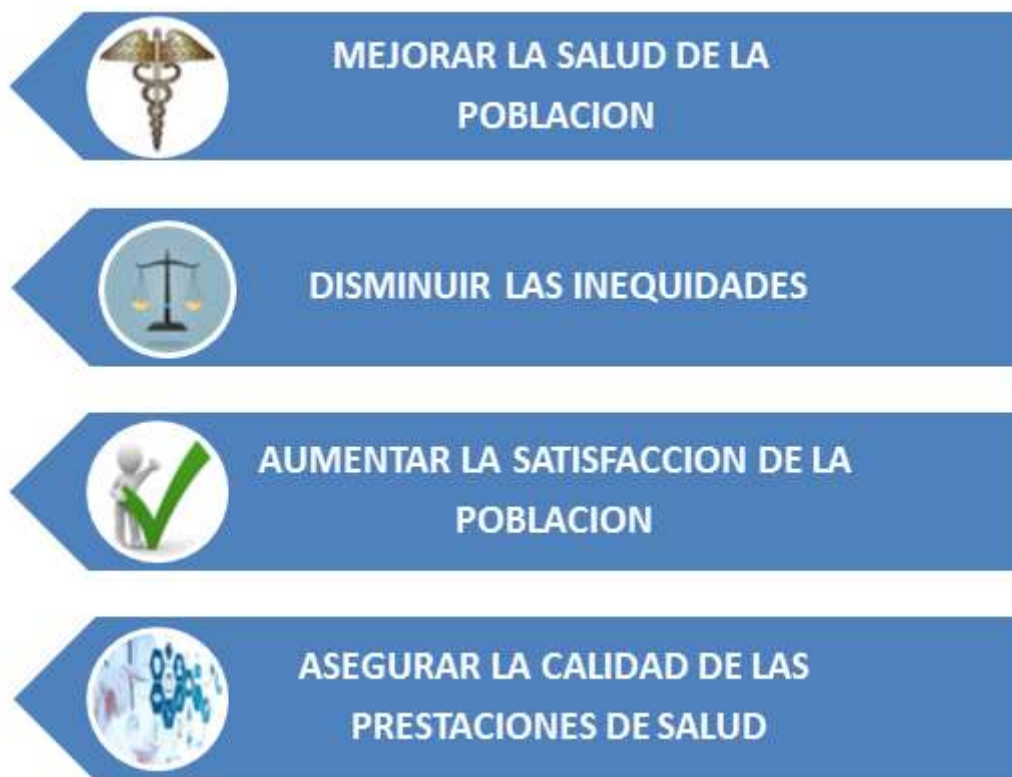 MEJORAR LA SALUD DE LA
POBLACION
DISMINUIR LAS INEQUIDADES
AUMENTAR LA SATISFACCION DE LA
POBLACION
ASEGURAR LA CALIDAD DE LAS
PRESTACIONES DE SALUD